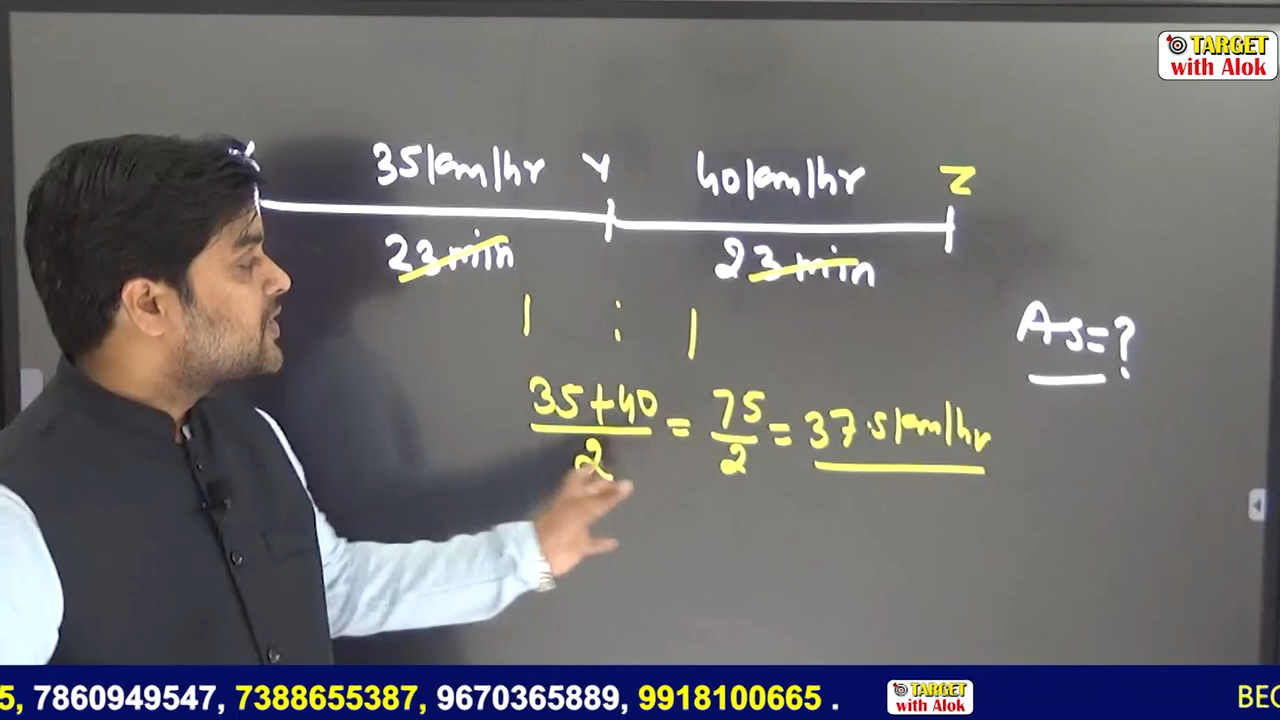 TARGET
with Alok
35km/hr Y 40km/hr Z
23min 23min
1 : 1
As=?
35+40/2 = 75/2 = 37.5km/hr
5, 7860949547, 7388655387, 9670365889, 9918100665 .
TARGET
with Alok
BEO